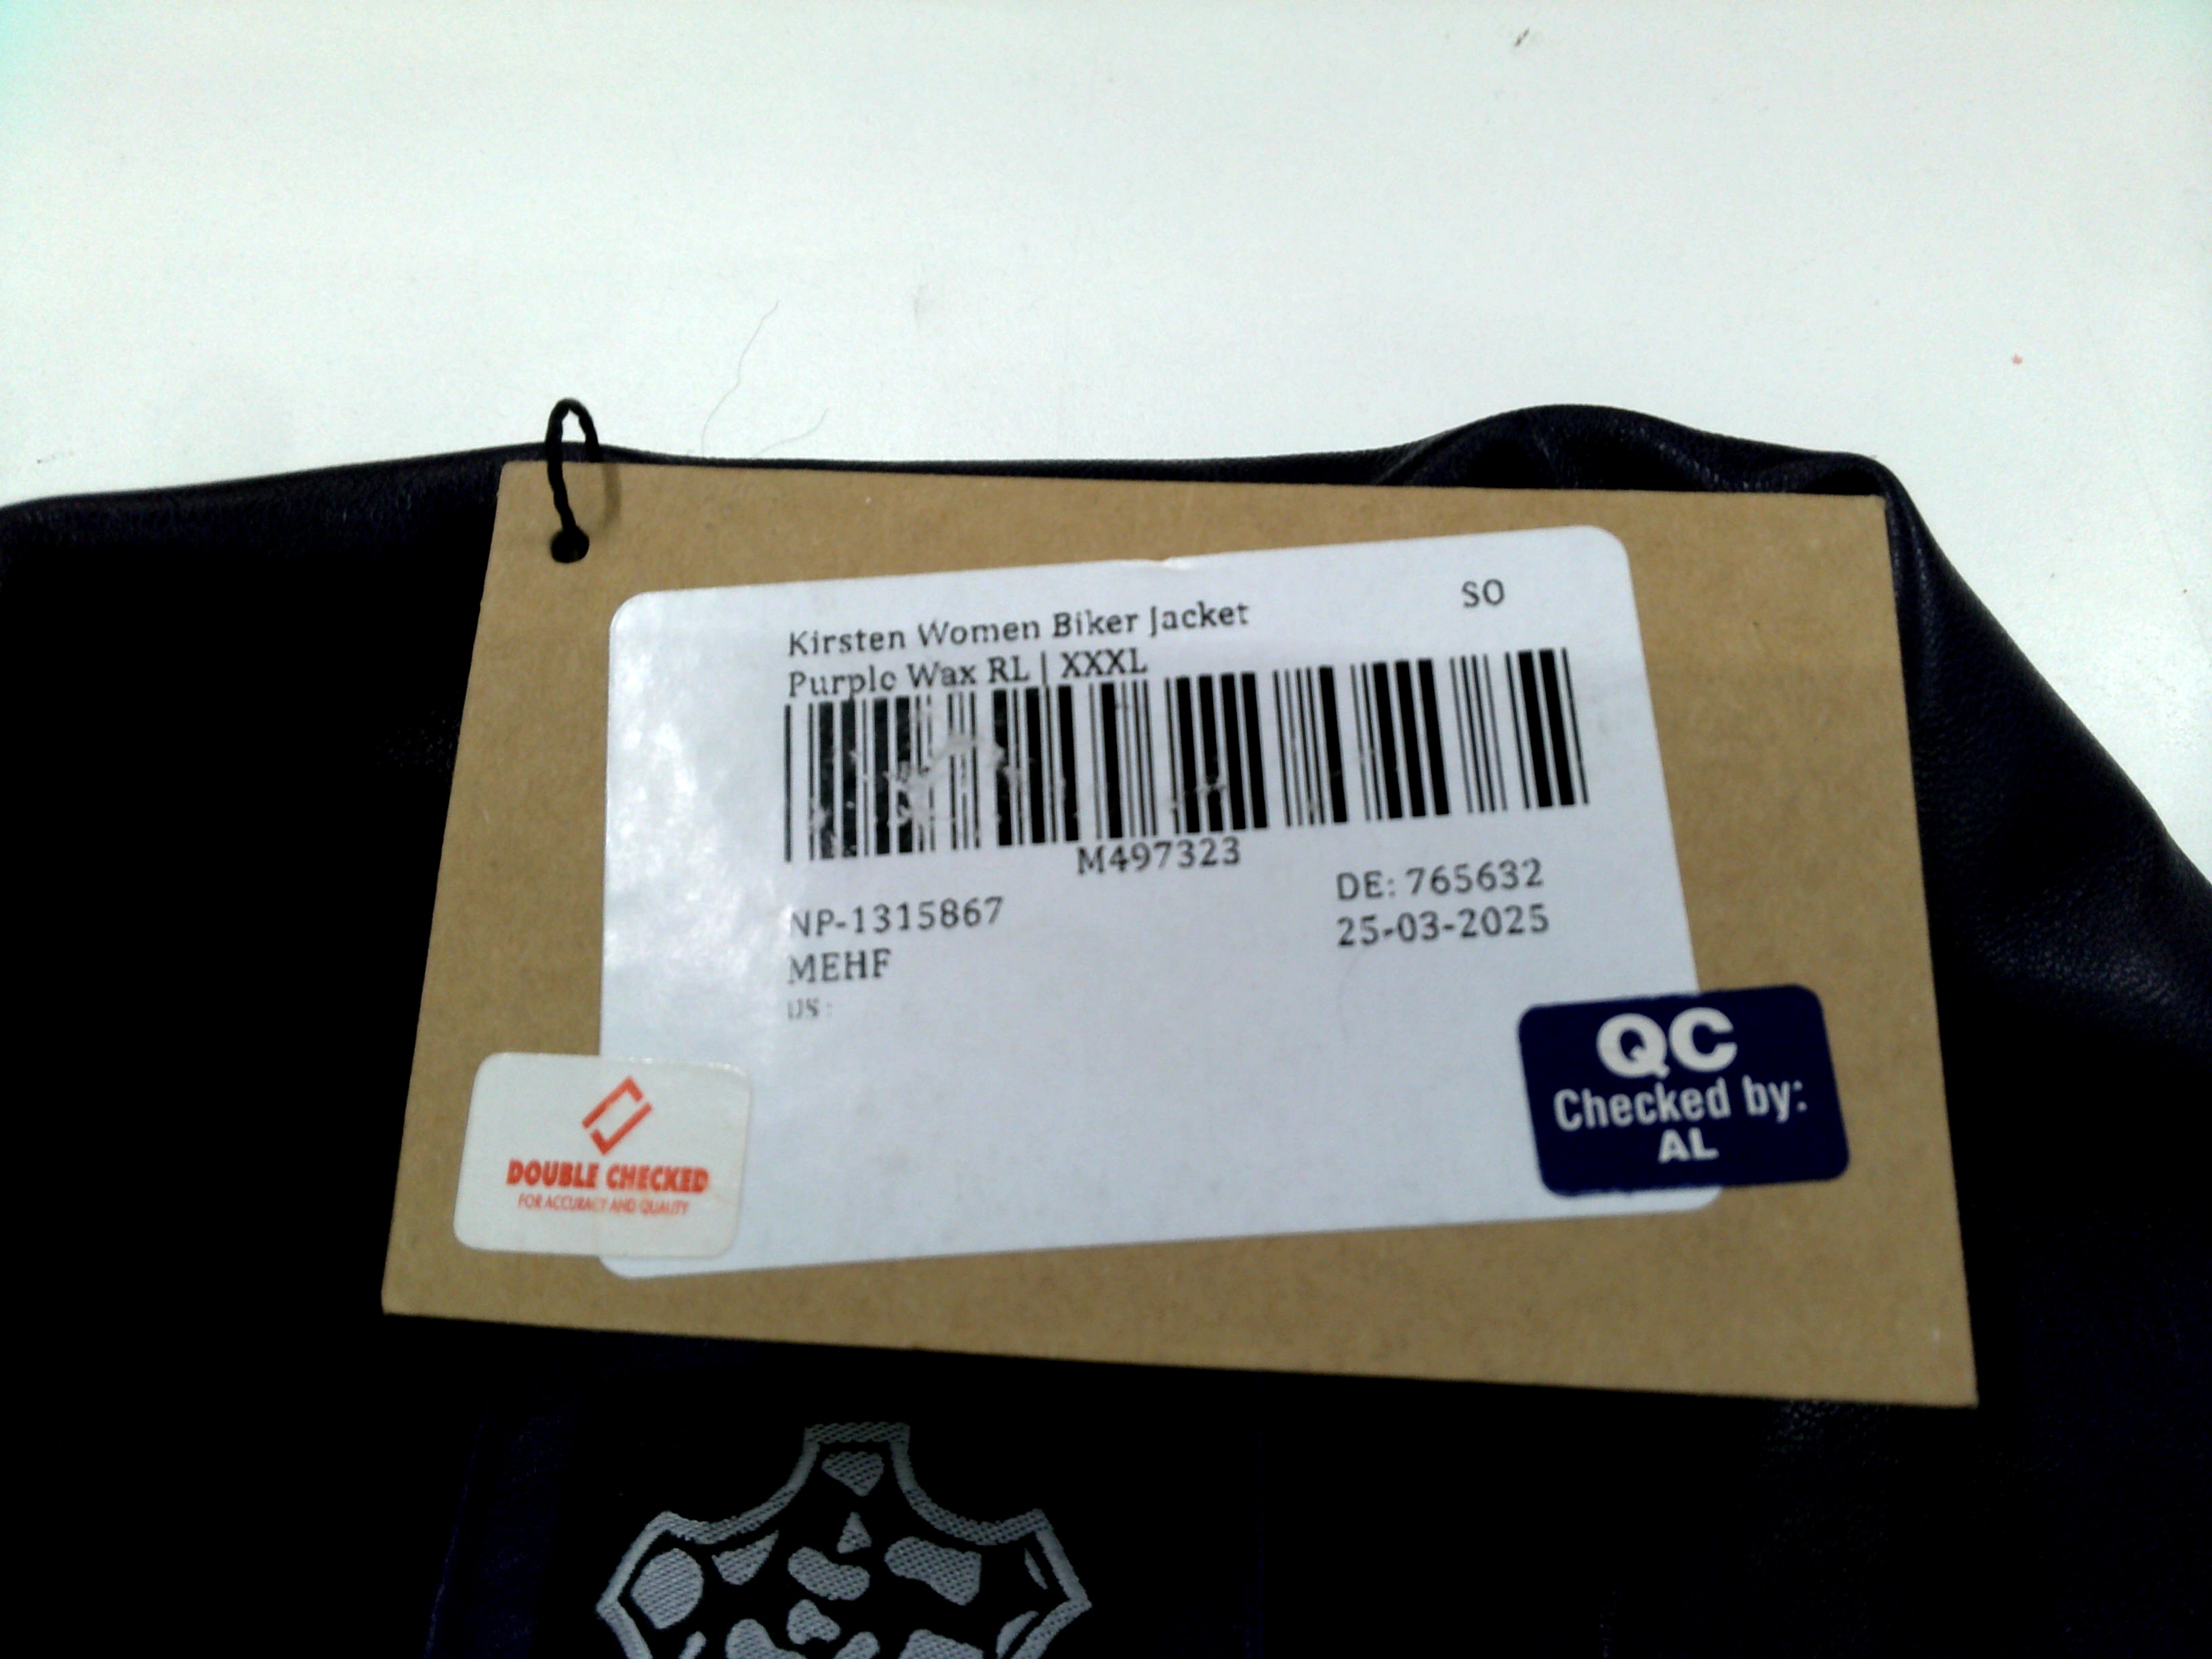 Kirsten Women Biker Jacket
SO
Purple Wax RL | XXXL
M497323
NP-1315867
DE: 765632
MEHF
25-03-2025
DS :
QC
Checked by:
AL
DOUBLE CHECKED
FOR ACCURACY AND QUALITY